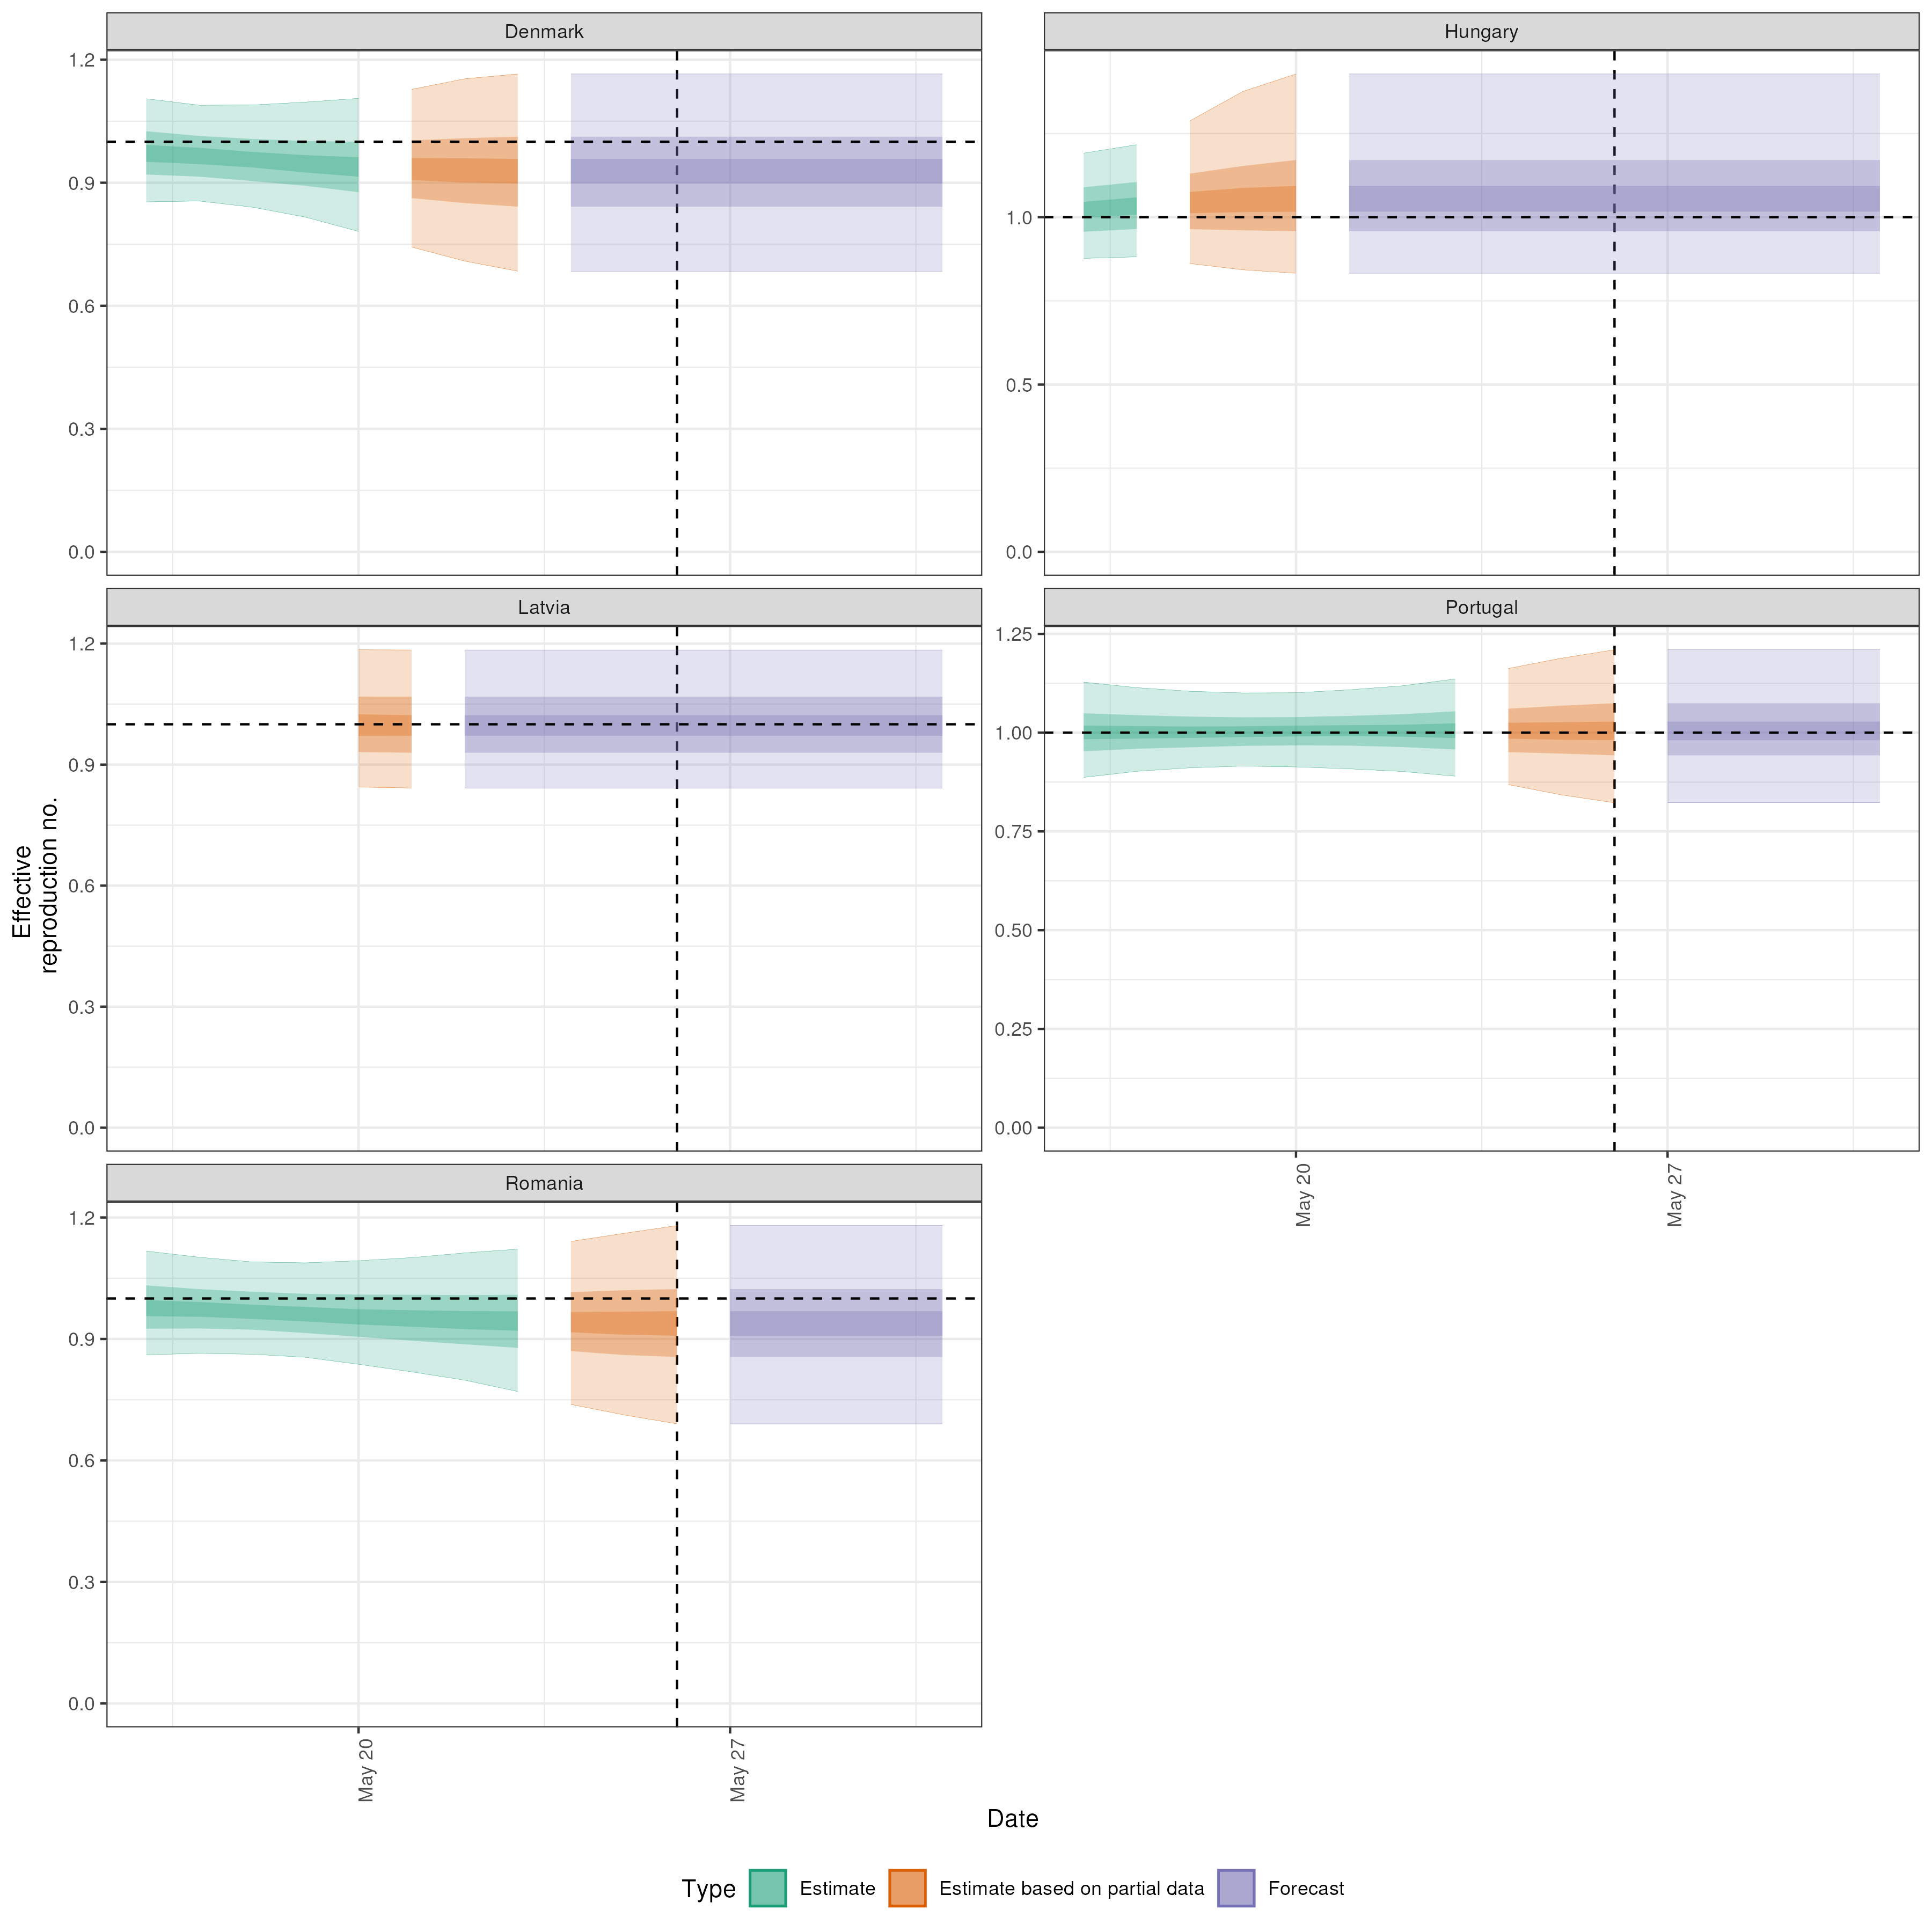 Denmark
Hungary
1.2
0.9
0.6
0.3
0.0
1.0
0.5
0.0
Latvia
Portugal
1.2
0.9
0.6
0.3
0.0
1.25
1.00
0.75
0.50
0.25
0.00
May 20
May 27
Effective
reproduction no.
Romania
1.2
0.9
0.6
0.3
0.0
May 20
May 27
Date
Type Estimate Estimate based on partial data Forecast